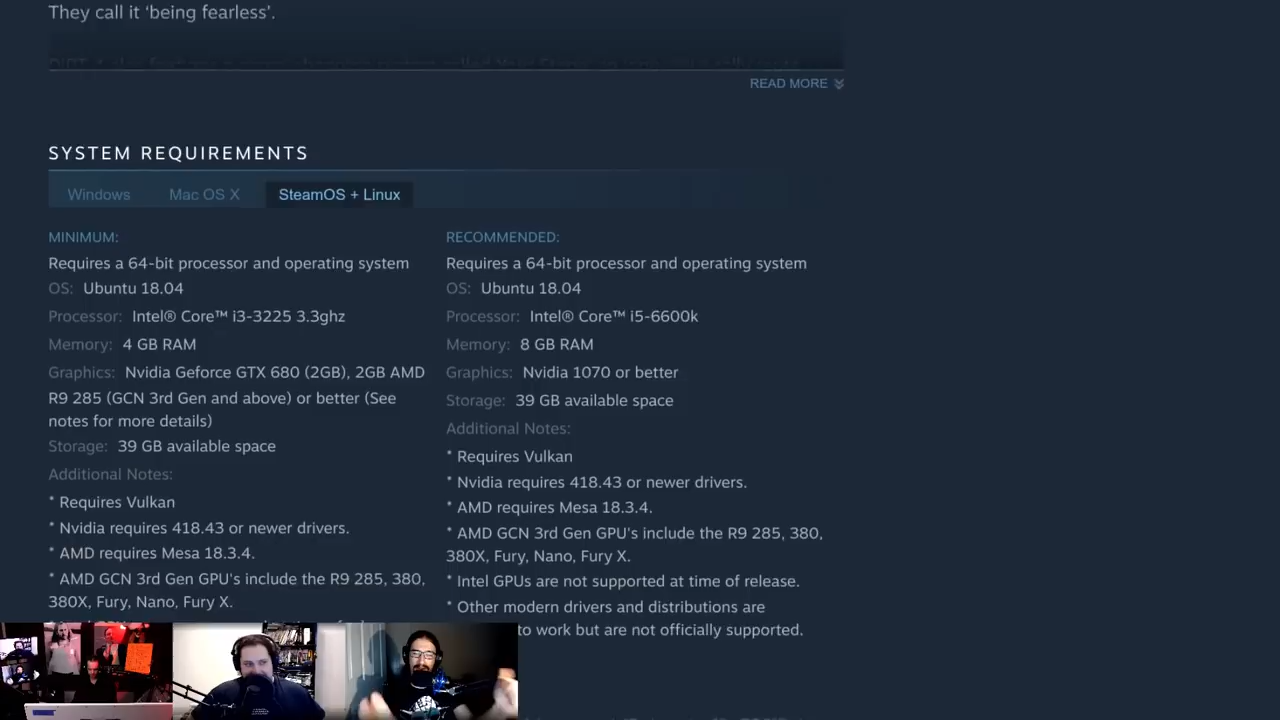 They call it ‘being fearless’.
READ MORE
SYSTEM REQUIREMENTS
Windows
Mac OS X
SteamOS + Linux
MINIMUM:
Requires a 64-bit processor and operating system
OS: Ubuntu 18.04
Processor: Intel® Core™ i3-3225 3.3ghz
Memory: 4 GB RAM
Graphics: Nvidia Geforce GTX 680 (2GB), 2GB AMD
R9 285 (GCN 3rd Gen and above) or better (See
notes for more details)
Storage: 39 GB available space
Additional Notes:
* Requires Vulkan
* Nvidia requires 418.43 or newer drivers.
* AMD requires Mesa 18.3.4.
* AMD GCN 3rd Gen GPU's include the R9 285, 380,
380X, Fury, Nano, Fury X.
RECOMMENDED:
Requires a 64-bit processor and operating system
OS: Ubuntu 18.04
Processor: Intel® Core™ i5-6600k
Memory: 8 GB RAM
Graphics: Nvidia 1070 or better
Storage: 39 GB available space
Additional Notes:
* Requires Vulkan
* Nvidia requires 418.43 or newer drivers.
* AMD requires Mesa 18.3.4.
* AMD GCN 3rd Gen GPU's include the R9 285, 380,
380X, Fury, Nano, Fury X.
* Intel GPUs are not supported at time of release.
* Other modern drivers and distributions are
to work but are not officially supported.